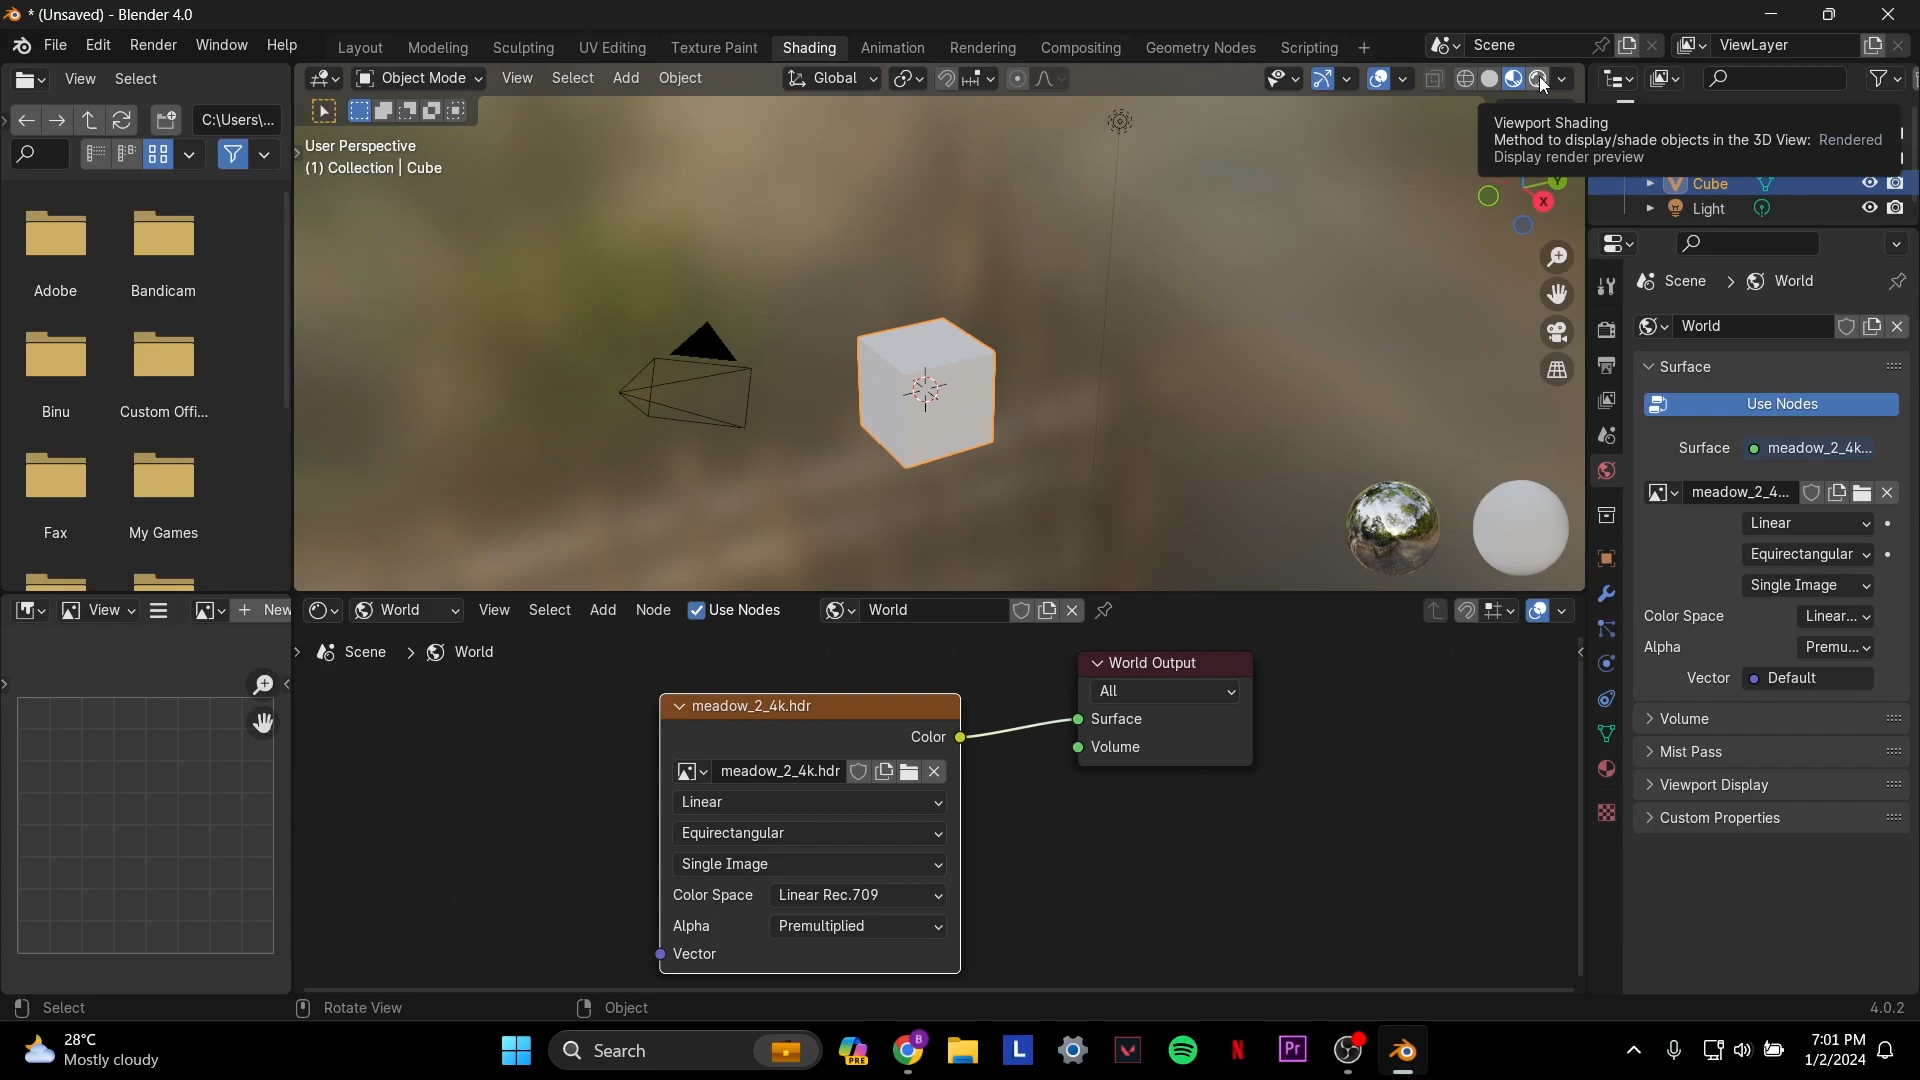 * (Unsaved) - Blender 4.0
File Edit Render Window Help
Layout Modeling Sculpting UV Editing Texture Paint Shading Animation Rendering Compositing Geometry Nodes Scripting +
Scene
ViewLayer
View Select
Object Mode View Select Add Object
Global
C:\Users\...
User Perspective
(1) Collection | Cube
Viewport Shading
Method to display/shade objects in the 3D View: Rendered
Display render preview
Y
X
Cube
Light
Adobe
Bandicam
Binu
Custom Offi...
Fax
My Games
Scene > World
World
Surface
Use Nodes
Surface meadow_2_4k...
meadow_2_4...
Linear
Equirectangular
Single Image
Color Space Linear...
Alpha Premu...
Vector Default
Volume
Mist Pass
Viewport Display
Custom Properties
View
+ New
World View Select Add Node Use Nodes
World
Scene > World
World Output
All
Surface
Volume
meadow_2_4k.hdr
Color
meadow_2_4k.hdr
Linear
Equirectangular
Single Image
Color Space Linear Rec.709
Alpha Premultiplied
Vector
Select
Rotate View
Object
4.0.2
28°C
Mostly cloudy
Search
PRE
B
L
N
Pr
7:01 PM
1/2/2024